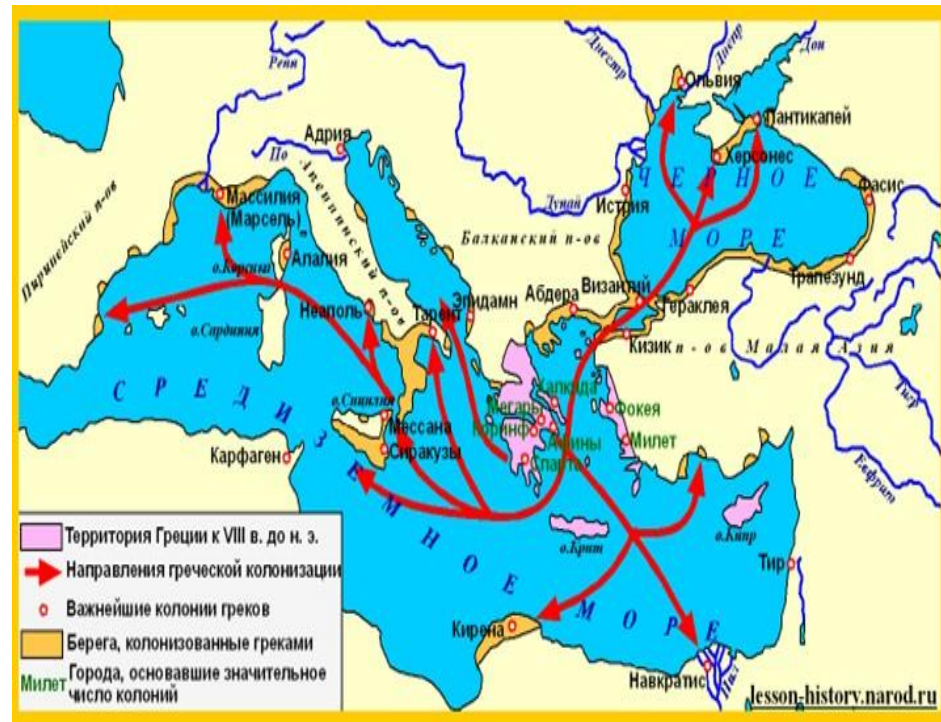 Днестр
Днепр
Дон
Репп
Ольвия
Пантикапей
Адрия
По
Херсонес
Апеннинский п-ов
ЧЕРНОЕ
МОРЕ
Фасис
Массилия
(Марсель)
Дунай
Истрия
Пиринейский п-ов
Балканский п-ов
о.Корсика
Алалия
Трапезунд
Эпидамн
Абдера
Византий
Гераклея
Неаполь
Тарент
о.Сардиния
Кизик
п-ов Малая Азия
СРЕДИЗЕМНОЕ МОРЕ
Халкида
Тигр
о.Сицилия
Мегары
Фокея
Мессана
Коринф
Афины
Милет
Карфаген
Сиракузы
Спарта
Евфрат
о.Крит
о.Кипр
Тир
Кирена
Навкратис
Нил
Территория Греции к VIII в. до н. э.
Направления греческой колонизации
Важнейшие колонии греков
Берега, колонизованные греками
Милет Города, основавшие значительное
число колоний
lesson-history.narod.ru